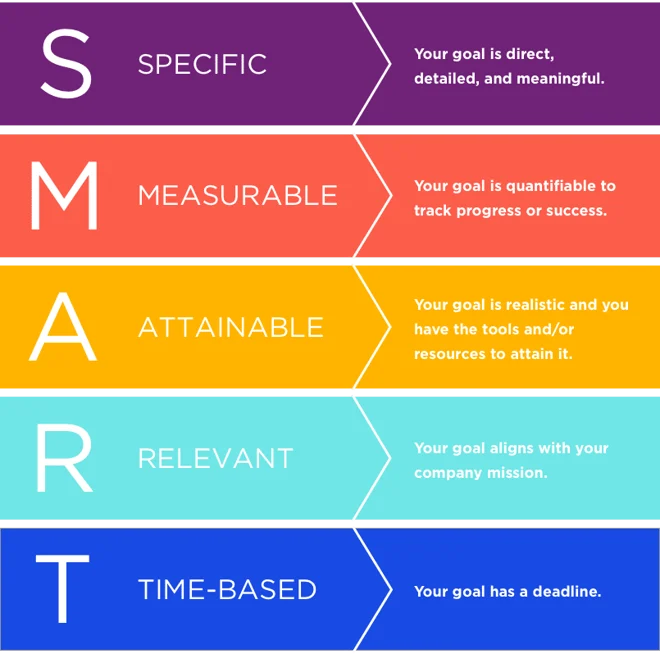 S
SPECIFIC
Your goal is direct,
detailed, and meaningful.
M
MEASURABLE
Your goal is quantifiable to
track progress or success.
A
ATTAINABLE
Your goal is realistic and you
have the tools and/or
resources to attain it.
R
RELEVANT
Your goal aligns with your
company mission.
T
TIME-BASED
Your goal has a deadline.